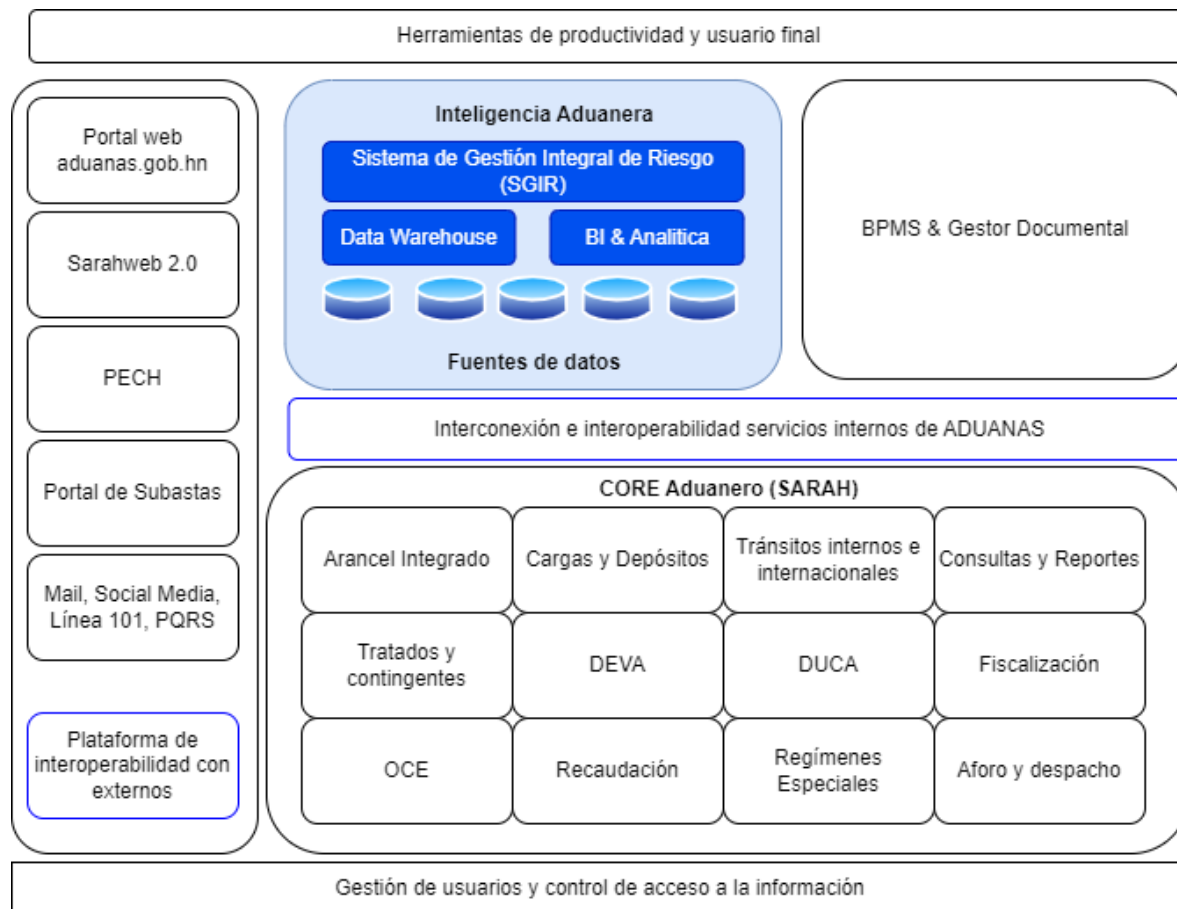 Herramientas de productividad y usuario final
Portal web
aduanas.gob.hn
Sarahweb 2.0
PECH
Portal de Subastas
Mail, Social Media,
Línea 101, PQRS
Plataforma de
interoperabilidad con
externos
Inteligencia Aduanera
Sistema de Gestión Integral de Riesgo
(SGIR)
Data Warehouse
BI & Analitica
Fuentes de datos
BPMS & Gestor Documental
Interconexión e interoperabilidad servicios internos de ADUANAS
CORE Aduanero (SARAH)
Arancel Integrado
Cargas y Depósitos
Tránsitos internos e
internacionales
Consultas y Reportes
Tratados y
contingentes
DEVA
DUCA
Fiscalización
OCE
Recaudación
Regímenes
Especiales
Aforo y despacho
Gestión de usuarios y control de acceso a la información